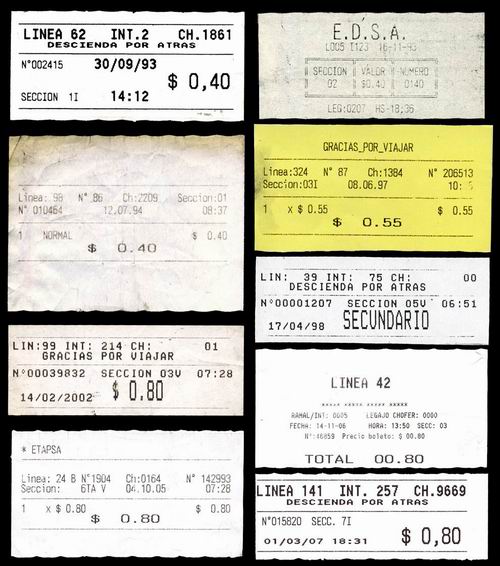 LINEA 62 INT.2 CH.1861
DESCIENDA POR ATRAS
N°002415 30/09/93
$ 0,40
SECCION 1I 14:12
Linea: 98 N° 86 Ch:2209 Seccion:01
N° 010464 12.07.94 08:37
1 NORMAL $ 0.40
$ 0.40
LIN:99 INT: 214 CH: 01
GRACIAS POR VIAJAR
N°00039832 SECCION 03V 07:28
14/02/2002 $ 0,80
* ETAPSA
Linea: 24 B N°1904 Ch:0164 N° 142993
Seccion: 6TA V 04.10.05 07:28
1 x $ 0.80 $ 0.80
$ 0.80
E.D.S.A.
L005 I123 16-11-93
SECCION VALOR NUMERO
02 $0.40 0140
LEG:0207 HS-18:36
GRACIAS_POR_VIAJAR
Linea:324 N° 87 Ch:1384 N° 206513
Seccion:03I 08.06.97 10:
1 x $ 0.55 $ 0.55
$ 0.55
LIN: 39 INT: 75 CH: 00
DESCIENDA POR ATRAS
N°00001207 SECCION 05V 06:51
17/04/98 SECUNDARIO
LINEA 42
***** ***** ***** *****
RAMAL/INT: 0005 LEGAJO CHOFER: 0000
FECHA: 14-11-06 HORA: 13:50 SECC: 03
N°:46859 Precio boleto: $ 00.80
TOTAL 00.80
LINEA 141 INT. 257 CH.9669
DESCIENDA POR ATRAS
N°015820 SECC. 7I
01/03/07 18:31 $ 0,80